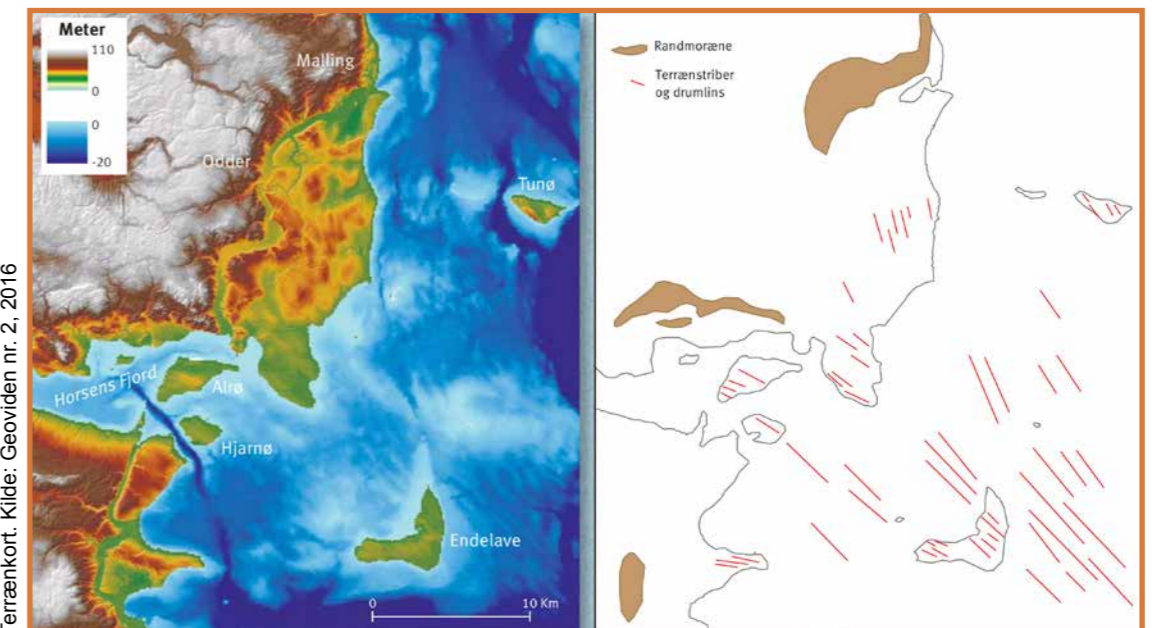 Terrænkort. Kilde: Geoviden nr. 2, 2016
Meter
110
0
0
-20
Malling
Odder
Tunø
Horsens Fjord
Alrø
Hjarnø
Endelave
0 10 Km
Randmoræne
Terrænstriber
og drumlins